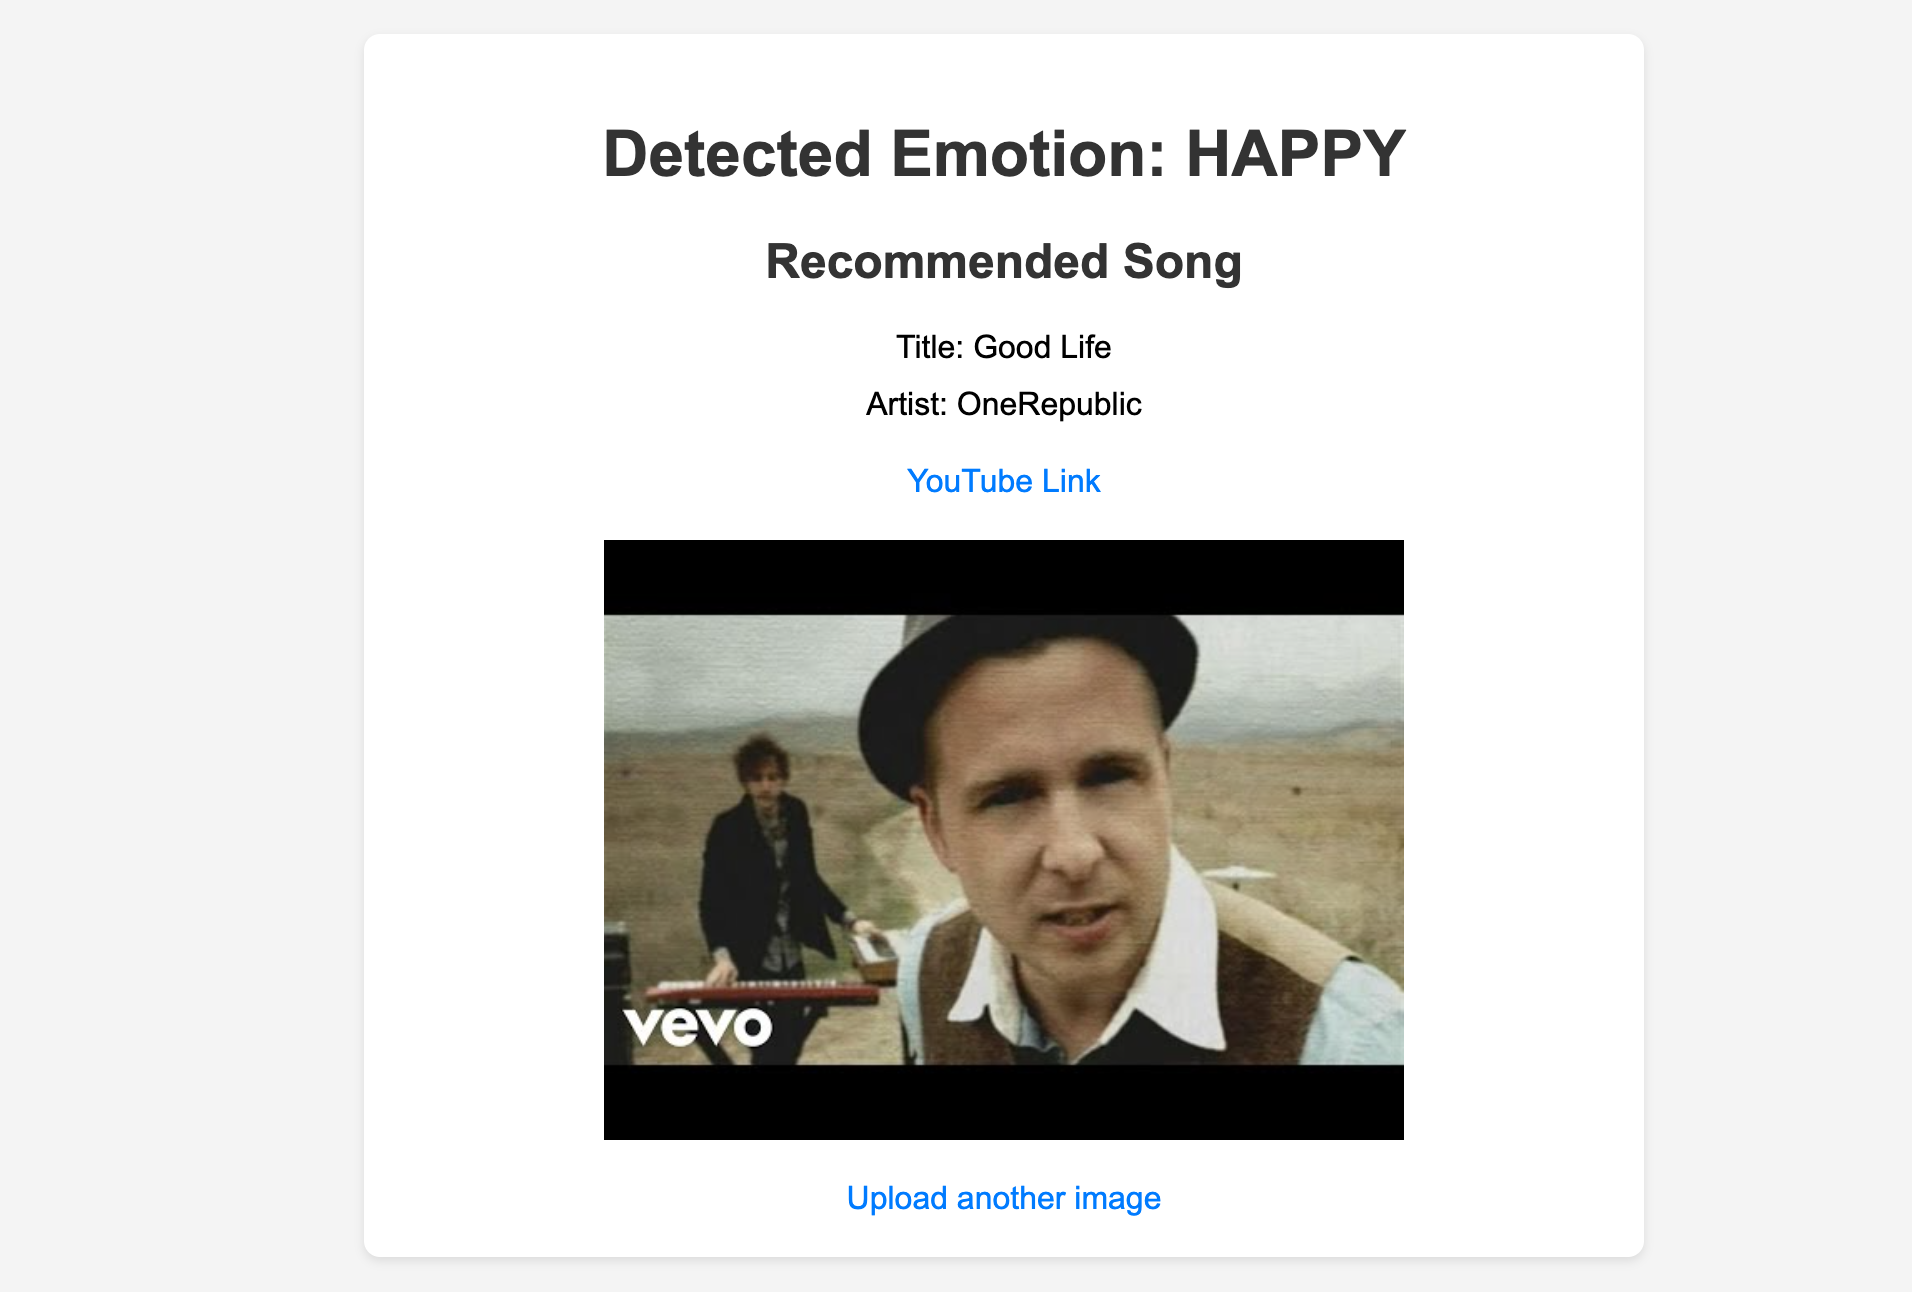 Detected Emotion: HAPPY
Recommended Song
Title: Good Life
Artist: OneRepublic
YouTube Link
vevo
Upload another image